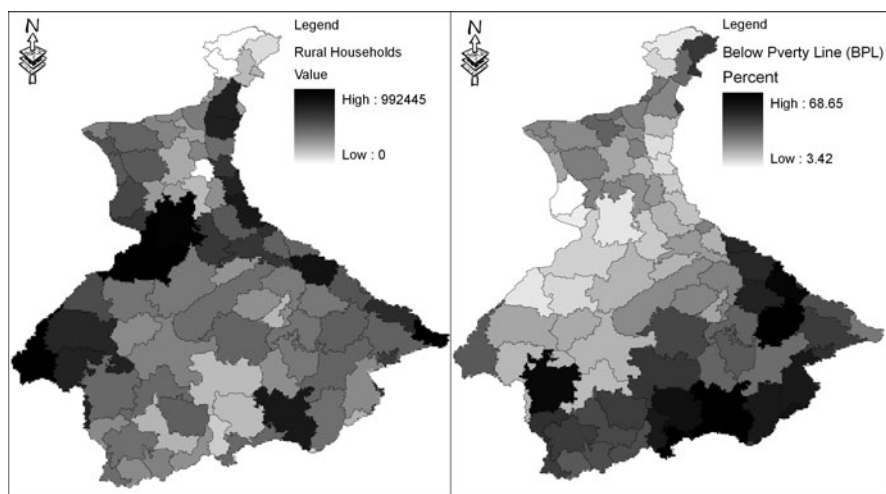 N
Legend
Rural Households
Value
High : 992445
Low : 0
N
Legend
Below Pverty Line (BPL)
Percent
High : 68.65
Low : 3.42